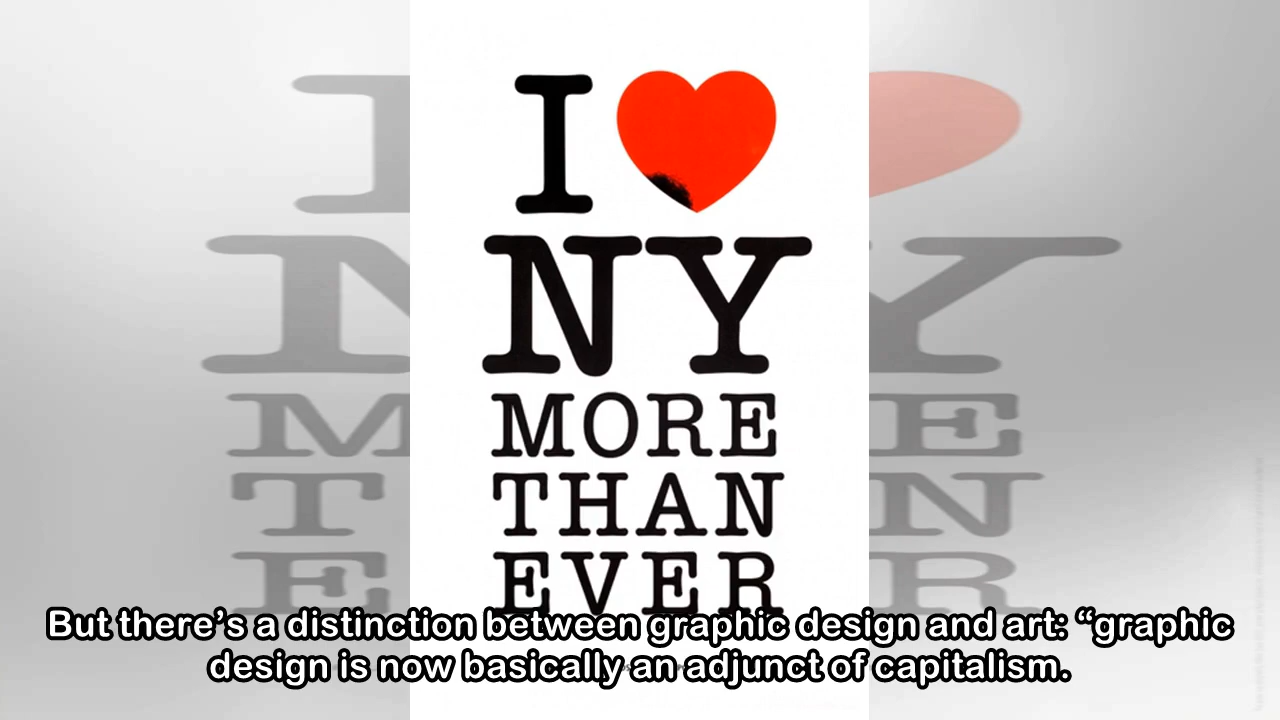 I
NY
MORE
THAN
EVER
But there's a distinction between graphic design and art: “graphic
design is now basically an adjunct of capitalism.